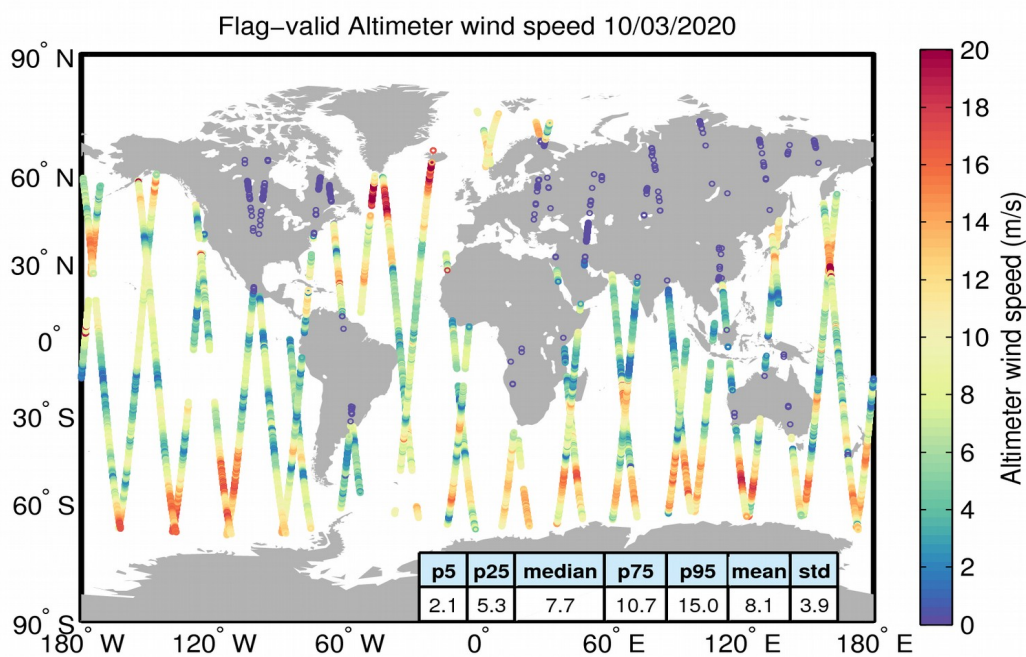 Flag−valid Altimeter wind speed 10/03/2020
90° N
60° N
30° N
0°
30° S
60° S
90° S
180° W
120° W
60° W
0°
60° E
120° E
180° E
p5 p25 median p75 p95 mean std
2.1 5.3 7.7 10.7 15.0 8.1 3.9
20
18
16
14
12
10
8
6
4
2
0
Altimeter wind speed (m/s)